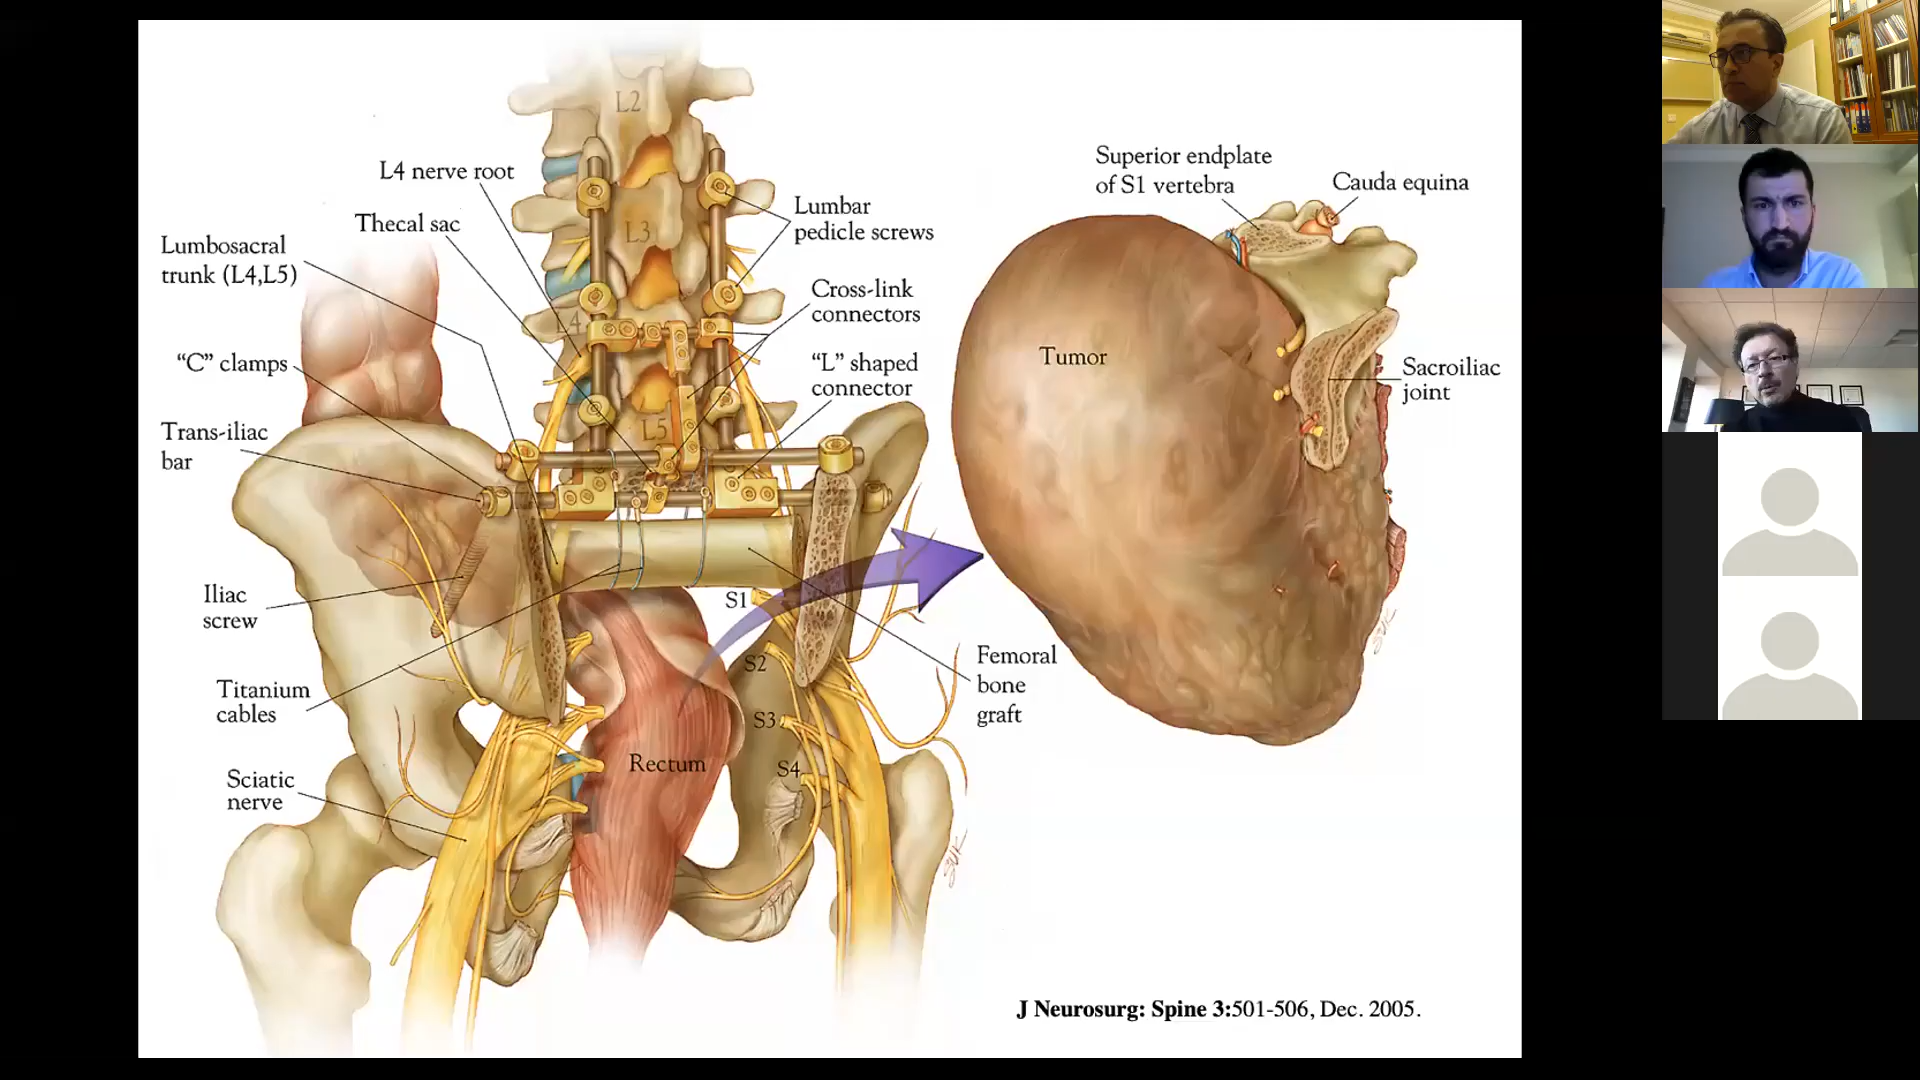 L2
L4 nerve root
Thecal sac
Lumbosacral
trunk (L4,L5)
"C" clamps
Trans-iliac
bar
Iliac
screw
Titanium
cables
Sciatic
nerve
L3
L4
L5
Lumbar
pedicle screws
Cross-link
connectors
"L" shaped
connector
S1
S2
S3
S4
Rectum
Femoral
bone
graft
Superior endplate
of S1 vertebra
Cauda equina
Tumor
Sacroiliac
joint
J Neurosurg: Spine 3:501-506, Dec. 2005.